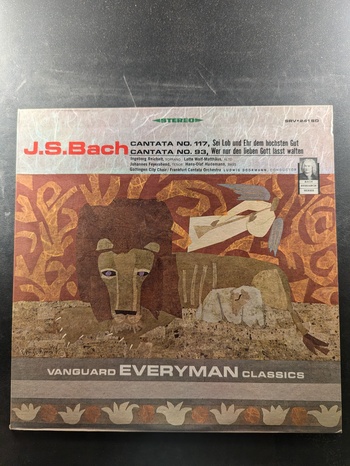 STEREO
SRV-241SD
J.S.Bach
CANTATA NO. 117, Sei Lob und Ehr dem höchsten Gut
CANTATA NO. 93, Wer nur den lieben Gott lässt walten
Ingeborg Reichelt, SOPRANO Lotte Wolf-Matthäus, ALTO
Johannes Feyerabend, TENOR Hans-Olaf Hudemann, BASS
Göttingen City Choir/Frankfurt Cantata Orchestra LUDWIG DOORMANN, CONDUCTOR
VANGUARD EVERYMAN CLASSICS